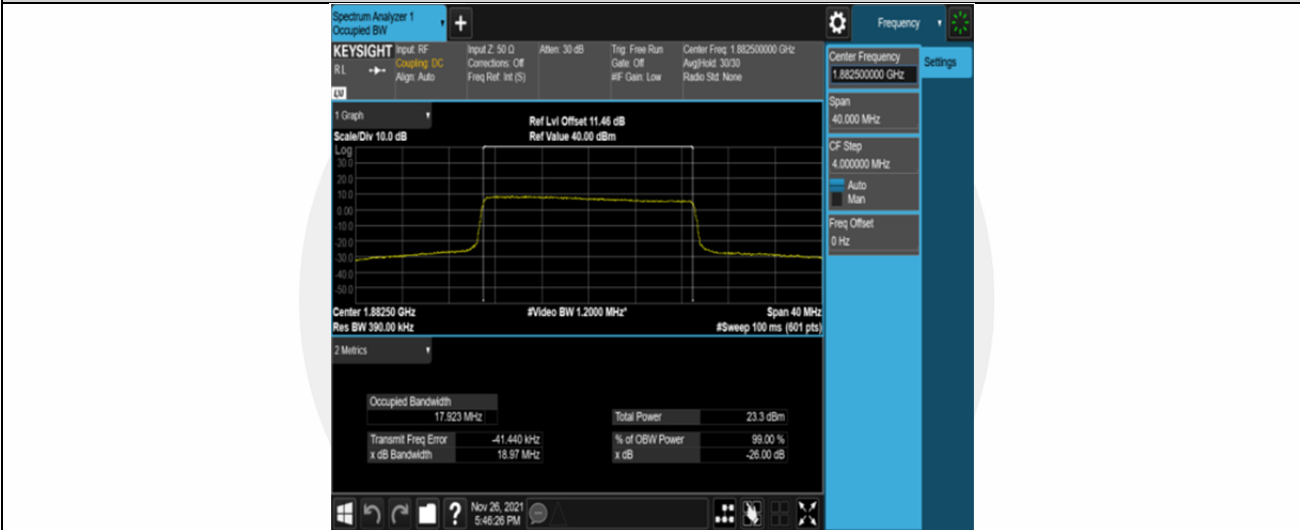 Spectrum Analyzer 1
Occupied BW
+
Frequency
KEYSIGHT
R L
Input: RF
Coupling: DC
Align: Auto
Input Z: 50 Ω
Corrections: Off
Freq Ref: Int (S)
Atten: 30 dB
Trig: Free Run
Gate: Off
#IF Gain: Low
Center Freq: 1.882500000 GHz
Avg|Hold: 30/30
Radio Std: None
1 Graph
Scale/Div 10.0 dB
Ref Lvl Offset 11.46 dB
Ref Value 40.00 dBm
Log
30.0
20.0
10.0
0.00
-10.0
-20.0
-30.0
-40.0
-50.0
Center 1.88250 GHz
Res BW 390.00 kHz
#Video BW 1.2000 MHz*
Span 40 MHz
#Sweep 100 ms (601 pts)
2 Metrics
Occupied Bandwidth
17.923 MHz
Total Power 23.3 dBm
Transmit Freq Error -41.440 kHz
% of OBW Power 99.00 %
x dB Bandwidth 18.97 MHz
x dB -26.00 dB
Center Frequency
1.882500000 GHz
Settings
Span
40.000 MHz
CF Step
4.000000 MHz
Auto
Man
Freq Offset
0 Hz
?
Nov 26, 2021
5:46:26 PM